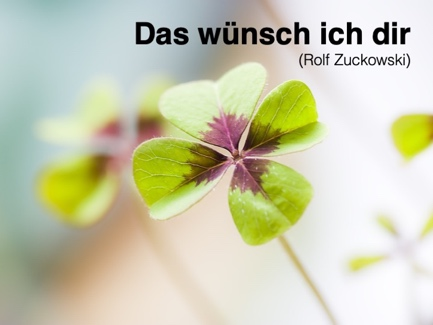 Das wünsch ich dir
(Rolf Zuckowski)